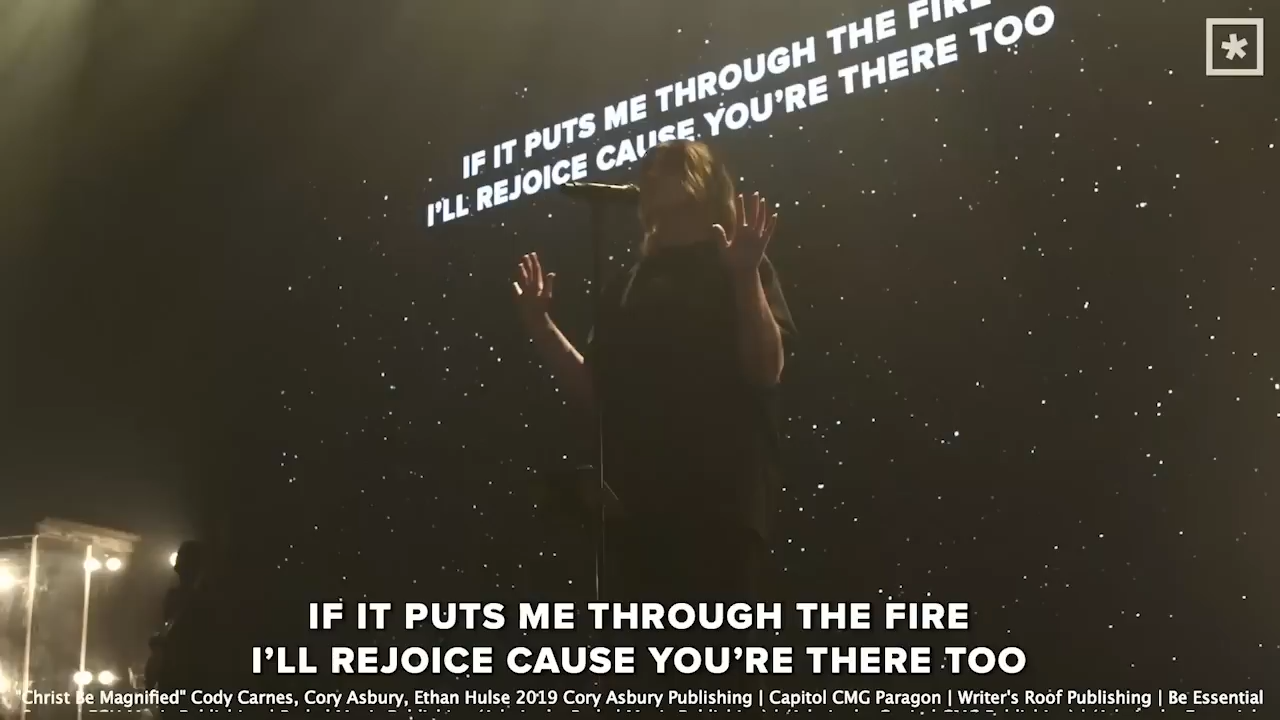 IF IT PUTS ME THROUGH THE FIRE
I'LL REJOICE CAUSE YOU'RE THERE TOO
IF IT PUTS ME THROUGH THE FIRE
I'LL REJOICE CAUSE YOU'RE THERE TOO
"Christ Be Magnified" Cody Carnes, Cory Asbury, Ethan Hulse 2019 Cory Asbury Publishing | Capitol CMG Paragon | Writer's Roof Publishing | Be Essential